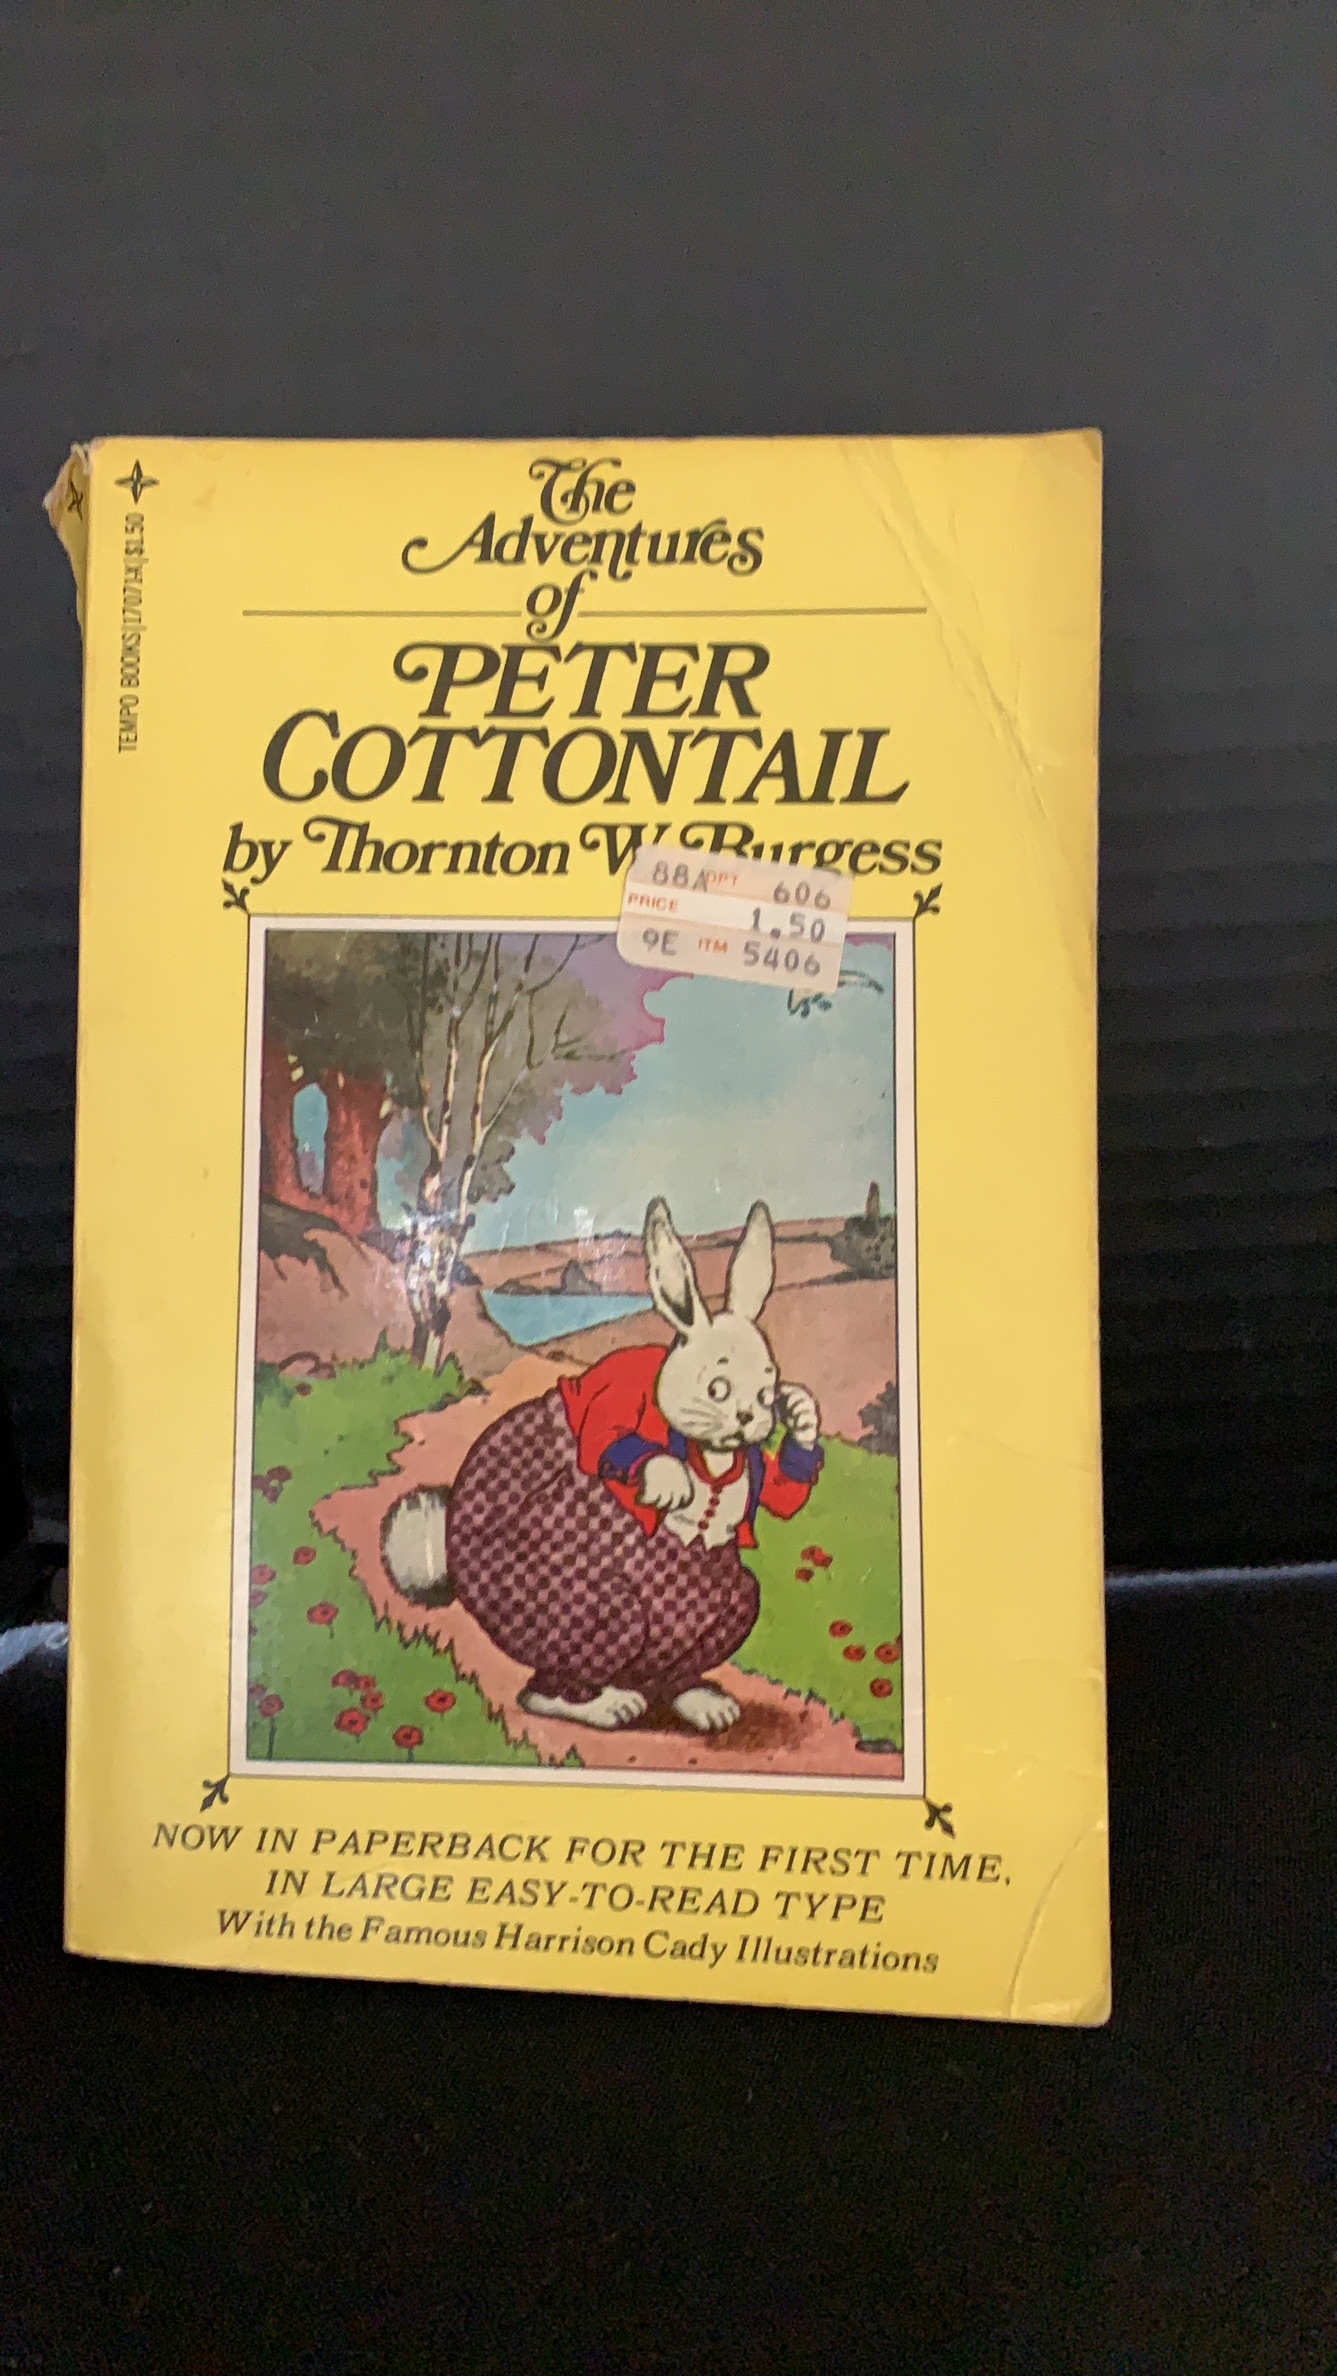 The
Adventures
of
PETER
COTTONTAIL
by Thornton W. Burgess
TEMPO BOOKS|17071X|$1.50
88A DPT 606
PRICE 1.50
9E ITM 5406
NOW IN PAPERBACK FOR THE FIRST TIME,
IN LARGE EASY-TO-READ TYPE
With the Famous Harrison Cady Illustrations